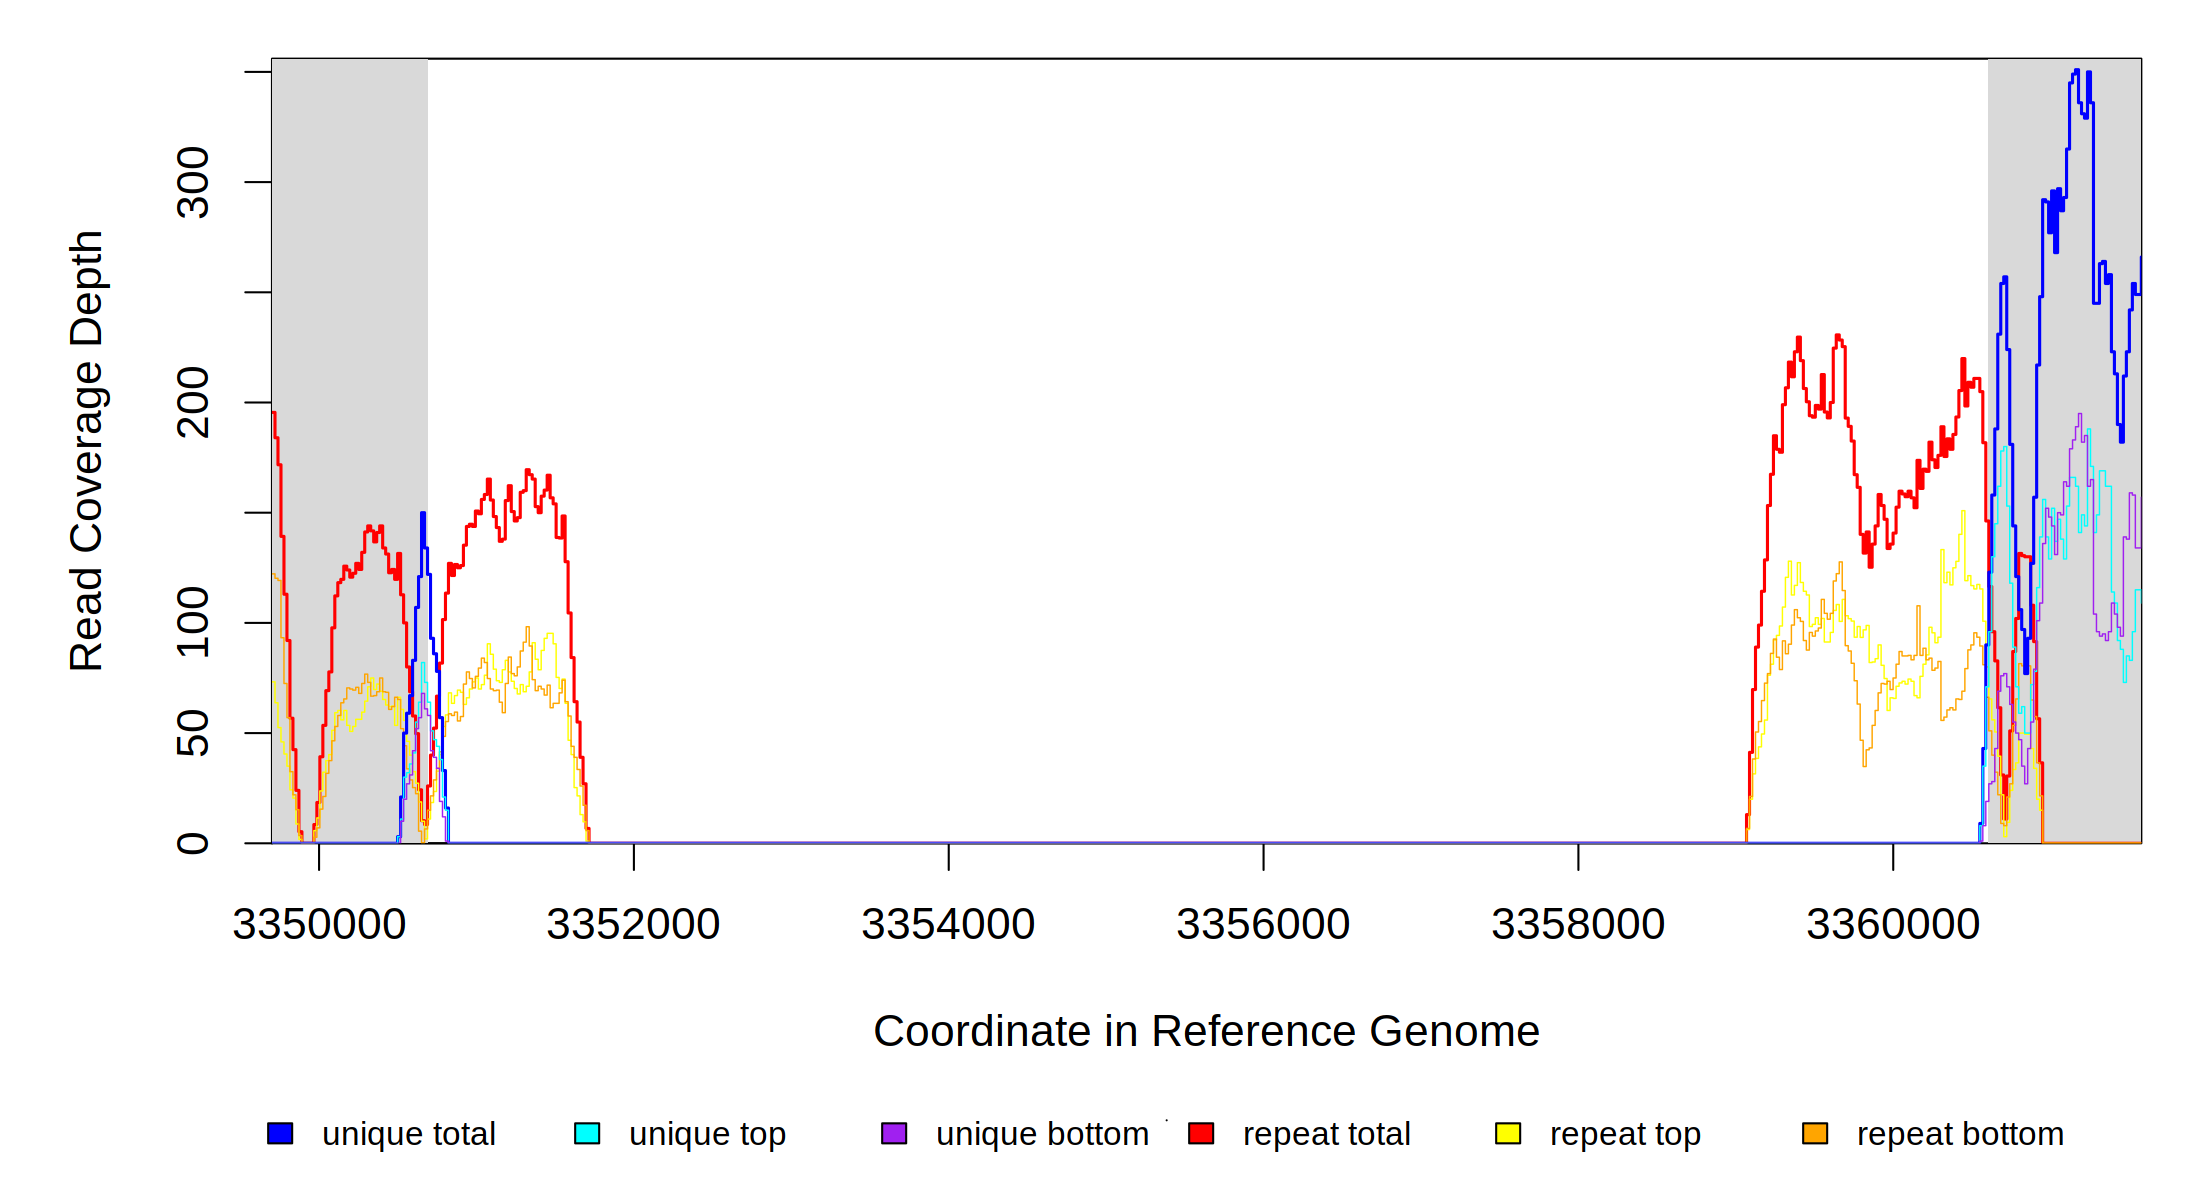 Read Coverage Depth
300
200
100
50
0
3350000 3352000 3354000 3356000 3358000 3360000
Coordinate in Reference Genome
unique total unique top unique bottom repeat total repeat top repeat bottom